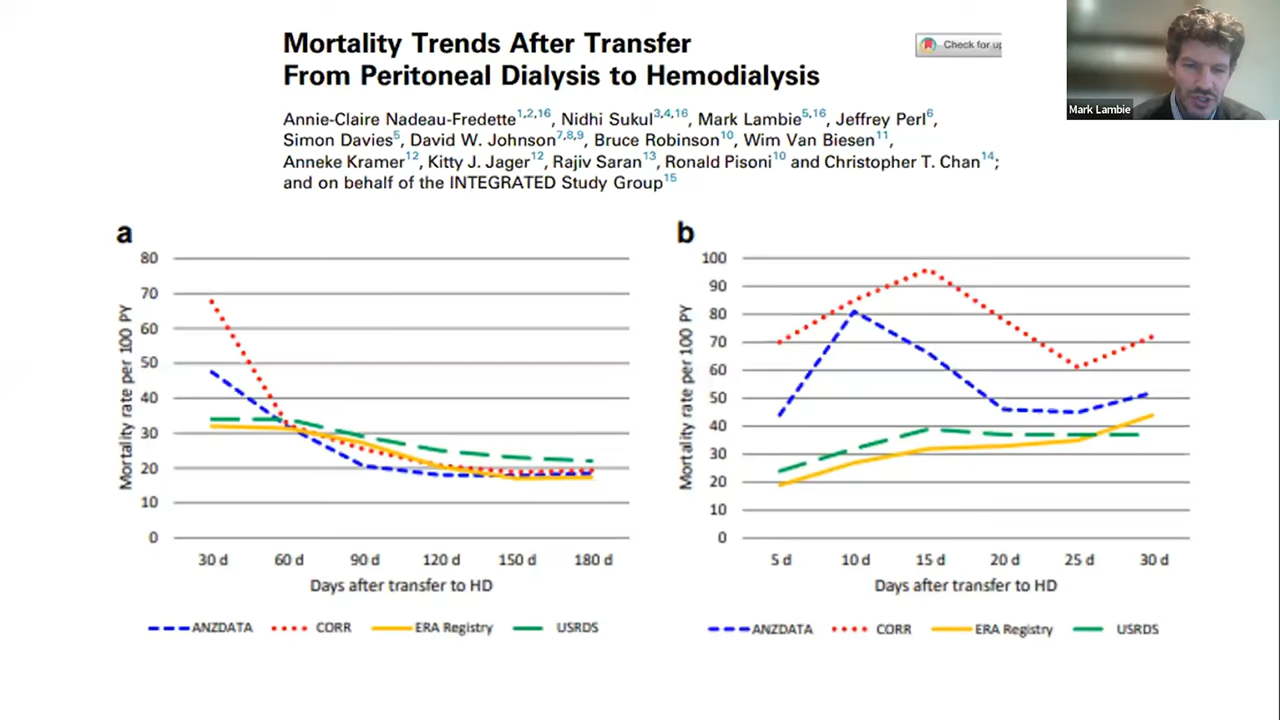 Mortality Trends After Transfer
From Peritoneal Dialysis to Hemodialysis
Check for up
Mark Lambie
Annie-Claire Nadeau-Fredette1,2,16, Nidhi Sukul3,4,16, Mark Lambie5,16, Jeffrey Perl6,
Simon Davies5, David W. Johnson7,8,9, Bruce Robinson10, Wim Van Biesen11,
Anneke Kramer12, Kitty J. Jager12, Rajiv Saran13, Ronald Pisoni10 and Christopher T. Chan14;
and on behalf of the INTEGRATED Study Group15
a
80
70
60
50
40
30
20
10
0
Mortality rate per 100 PY
30 d 60 d 90 d 120 d 150 d 180 d
Days after transfer to HD
ANZDATA CORR ERA Registry USRDS
b
100
90
80
70
60
50
40
30
20
10
0
Mortality rate per 100 PY
5 d 10 d 15 d 20 d 25 d 30 d
Days after transfer to HD
ANZDATA CORR ERA Registry USRDS